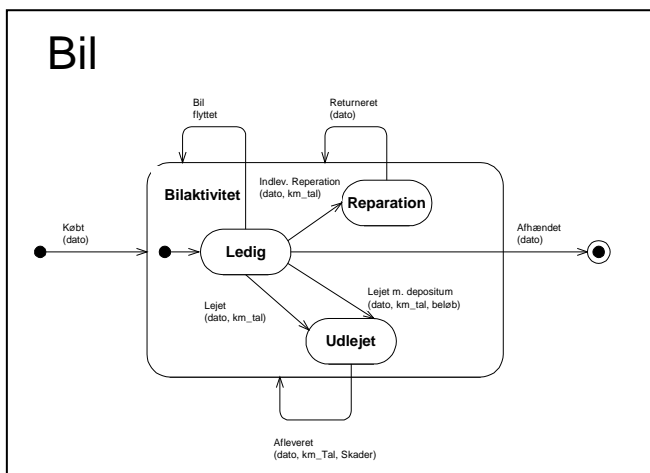 Bil
Bil
flyttet
Returneret
(dato)
Bilaktivitet
Indlev. Reperation
(dato, km_tal)
Reparation
Købt
(dato)
Ledig
Afhændet
(dato)
Lejet
(dato, km_tal)
Lejet m. depositum
(dato, km_tal, beløb)
Udlejet
Afleveret
(dato, km_Tal, Skader)